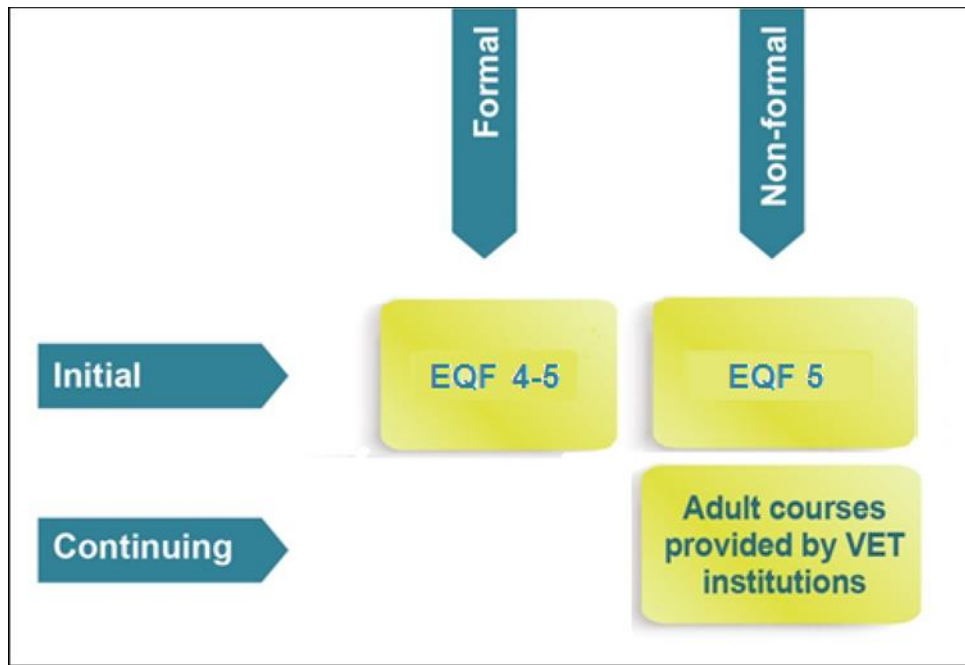 Formal
Non-formal
Initial
EQF 4-5
EQF 5
Continuing
Adult courses
provided by VET
institutions